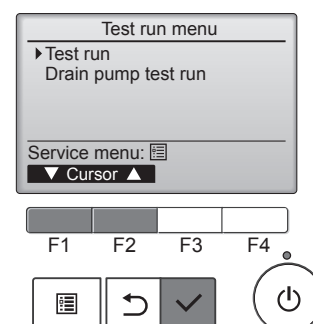 Test run menu
Test run
Drain pump test run
Service menu:
▼ Cursor ▲
F1 F2 F3 F4